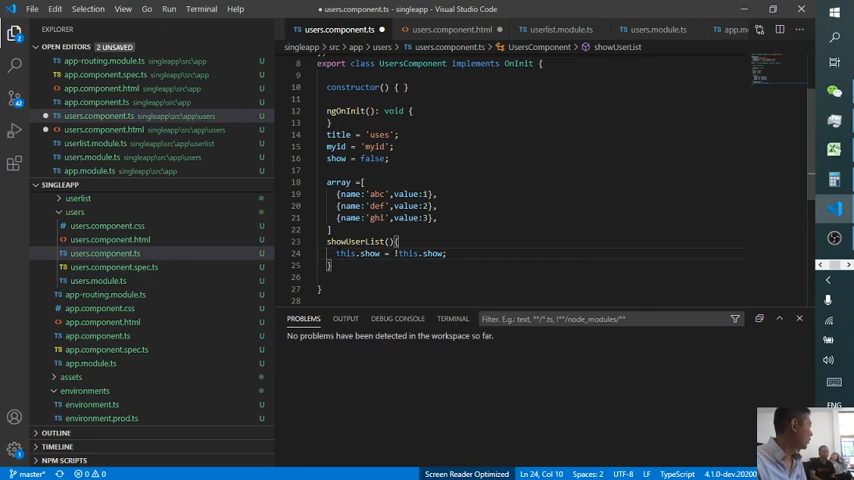 File Edit Selection View Go Run Terminal Help
users.component.ts - singleapp - Visual Studio Code
EXPLORER
OPEN EDITORS 2 UNSAVED
app-routing.module.ts singleapp\src\app
app.component.spec.ts singleapp\src\app
app.component.html singleapp\src\app
app.component.ts singleapp\src\app
users.component.ts singleapp\src\app\users U
users.component.html singleapp\src\app\users U
userlist.module.ts singleapp\src\app\userlist U
users.module.ts singleapp\src\app\users U
app.module.ts singleapp\src\app U
SINGLEAPP
userlist
users
users.component.css U
users.component.html U
users.component.ts U
users.component.spec.ts U
users.module.ts U
app-routing.module.ts U
app.component.css U
app.component.html U
app.component.ts U
app.component.spec.ts U
app.module.ts U
assets
environments
environment.ts U
environment.prod.ts U
OUTLINE
TIMELINE
NPM SCRIPTS
users.component.ts users.component.html userlist.module.ts users.module.ts app.m
singleapp > src > app > users > users.component.ts > UsersComponent > showUserList
8 export class UsersComponent implements OnInit {
9
10 constructor() { }
11
12 ngOnInit(): void {
13 }
14 title = 'uses';
15 myid = 'myid';
16 show = false;
17
18 array =[
19 {name:'abc',value:1},
20 {name:'def',value:2},
21 {name:'ghi',value:3},
22 ]
23 showUserList(){
24 this.show = !this.show;
25 }
26
27 }
28
PROBLEMS OUTPUT DEBUG CONSOLE TERMINAL Filter. E.g.: text, **/*.ts, !**/node_modules/**
No problems have been detected in the workspace so far.
42
1
ENG
master* 0 0 Screen Reader Optimized Ln 24, Col 10 Spaces: 2 UTF-8 LF TypeScript 4.1.0-dev.20200